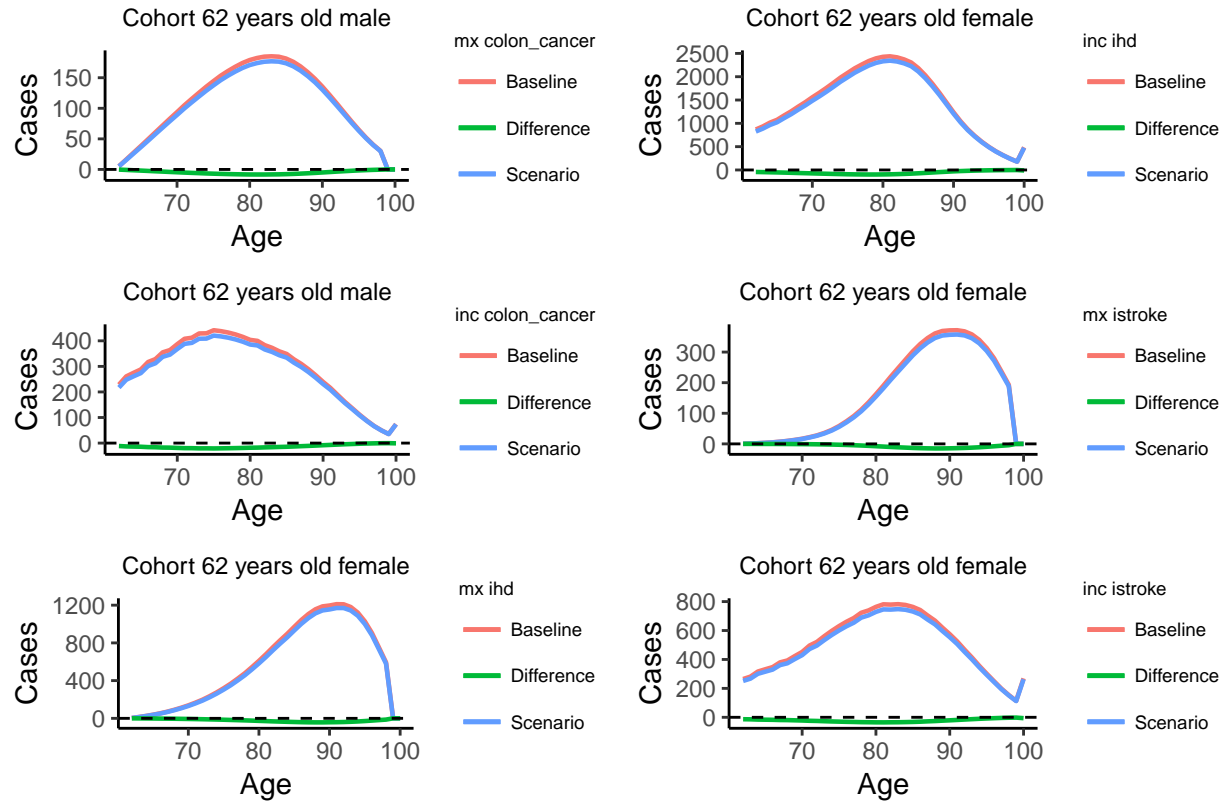 Cohort 62 years old male
mx colon_cancer
Cases
150
100
50
0
70 80 90 100
Age
Baseline
Difference
Scenario
Cohort 62 years old female
inc ihd
Cases
2500
2000
1500
1000
500
0
70 80 90 100
Age
Baseline
Difference
Scenario
Cohort 62 years old male
inc colon_cancer
Cases
400
300
200
100
0
70 80 90 100
Age
Baseline
Difference
Scenario
Cohort 62 years old female
mx istroke
Cases
300
200
100
0
70 80 90 100
Age
Baseline
Difference
Scenario
Cohort 62 years old female
mx ihd
Cases
1200
800
400
0
70 80 90 100
Age
Baseline
Difference
Scenario
Cohort 62 years old female
inc istroke
Cases
800
600
400
200
0
70 80 90 100
Age
Baseline
Difference
Scenario